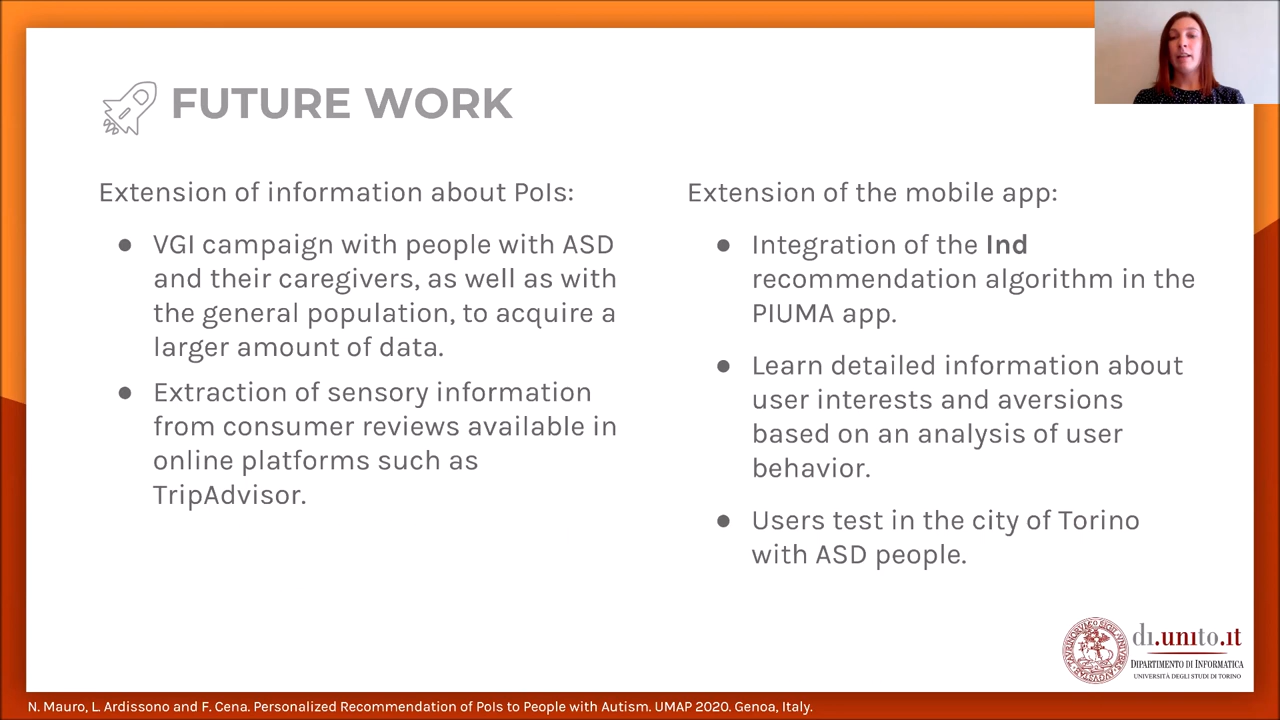 FUTURE WORK
Extension of information about PoIs:
● VGI campaign with people with ASD
and their caregivers, as well as with
the general population, to acquire a
larger amount of data.
● Extraction of sensory information
from consumer reviews available in
online platforms such as
TripAdvisor.
Extension of the mobile app:
● Integration of the Ind
recommendation algorithm in the
PIUMA app.
● Learn detailed information about
user interests and aversions
based on an analysis of user
behavior.
● Users test in the city of Torino
with ASD people.
di.unito.it
DIPARTIMENTO DI INFORMATICA
UNIVERSITÀ DEGLI STUDI DI TORINO
N. Mauro, L. Ardissono and F. Cena. Personalized Recommendation of PoIs to People with Autism. UMAP 2020. Genoa, Italy.